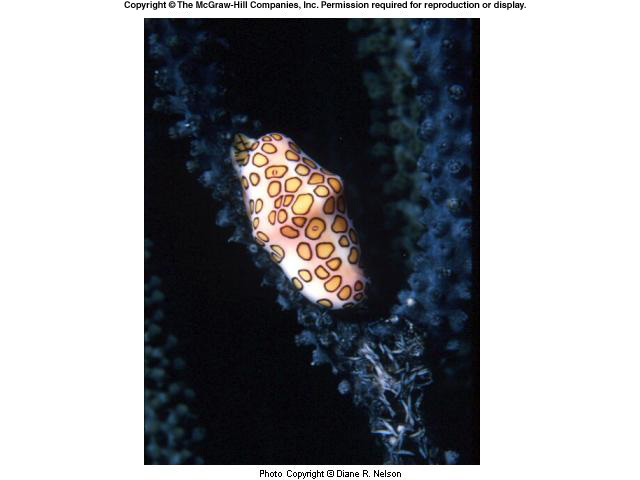 Copyright © The McGraw-Hill Companies, Inc. Permission required for reproduction or display.
Photo Copyright © Diane R. Nelson